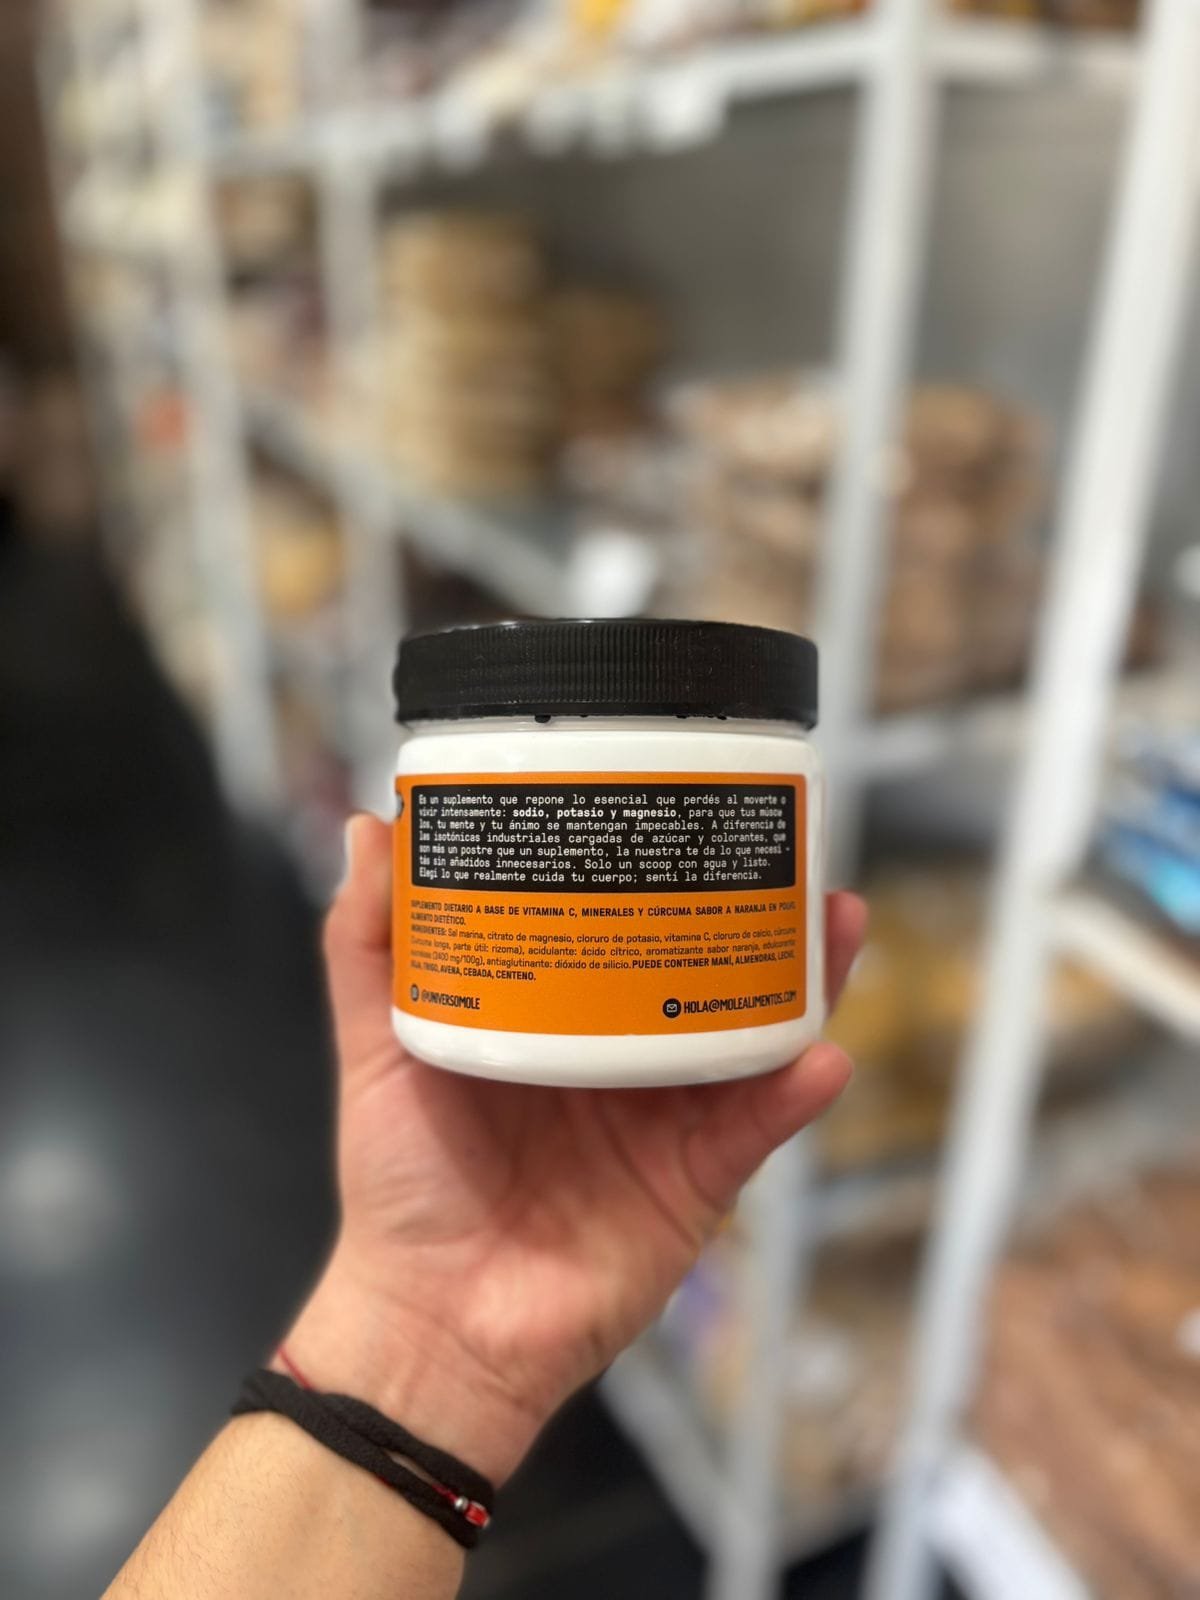 Es un suplemento que repone lo esencial que perdés al moverte o
vivir intensamente: sodio, potasio y magnesio, para que tus múscu
los, tu mente y tu ánimo se mantengan impecables. A diferencia de
las isotónicas industriales cargadas de azúcar y colorantes, que
son más un postre que un suplemento, la nuestra te da lo que necesi -
tás sin añadidos innecesarios. Solo un scoop con agua y listo.
Elegí lo que realmente cuida tu cuerpo; sentí la diferencia.
SUPLEMENTO DIETARIO A BASE DE VITAMINA C, MINERALES Y CÚRCUMA SABOR A NARANJA EN POLVO.
ALIMENTO DIETÉTICO.
INGREDIENTES: Sal marina, citrato de magnesio, cloruro de potasio, vitamina C, cloruro de calcio, cúrcuma
(Curcuma longa, parte útil: rizoma), acidulante: ácido cítrico, aromatizante sabor naranja, edulcorante:
sucralosa (2400 mg/100g), antiaglutinante: dióxido de silicio. PUEDE CONTENER MANÍ, ALMENDRAS, LECHE,
SOJA, TRIGO, AVENA, CEBADA, CENTENO.
@UNIVERSOMOLE
HOLA@MOLEALIMENTOS.COM